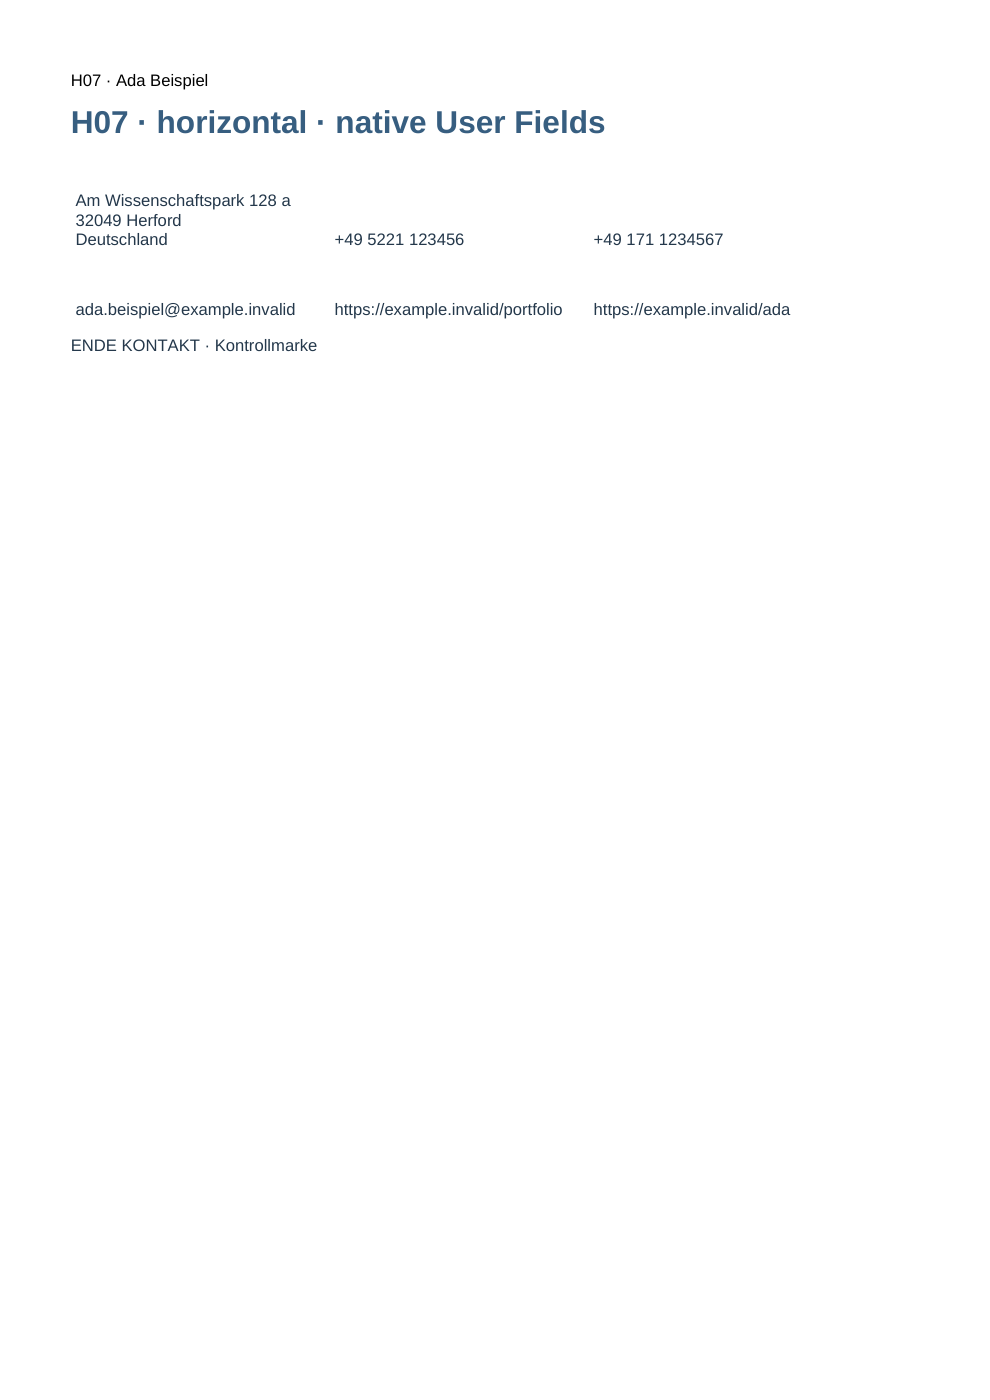 H07 · Ada Beispiel
H07 · horizontal · native User Fields
Am Wissenschaftspark 128 a
32049 Herford
Deutschland +49 5221 123456 +49 171 1234567
ada.beispiel@example.invalid https://example.invalid/portfolio https://example.invalid/ada
ENDE KONTAKT · Kontrollmarke